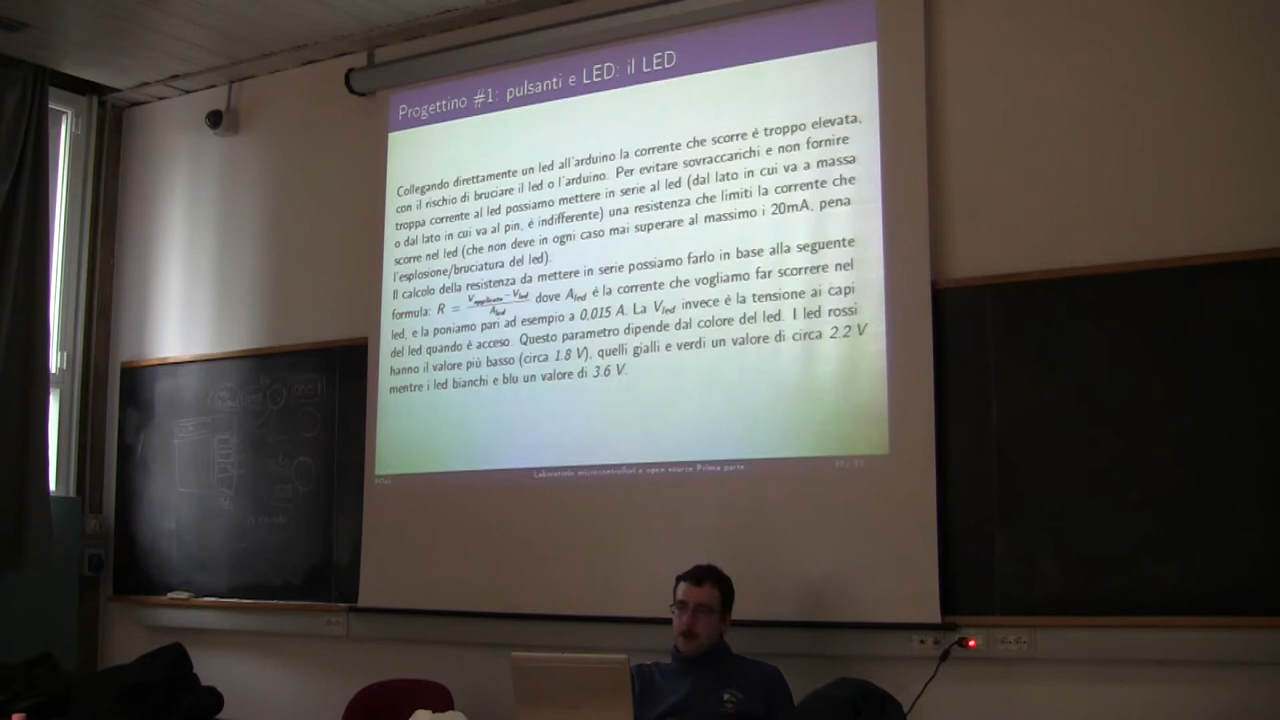 Progettino #1: pulsanti e LED: il LED
Collegando direttamente un led all'arduino la corrente che scorre è troppo elevata,
con il rischio di bruciare il led o l'arduino. Per evitare sovraccarichi e non fornire
troppa corrente al led possiamo mettere in serie al led (dal lato in cui va a massa
o dal lato in cui va al pin, è indifferente) una resistenza che limiti la corrente che
scorre nel led (che non deve in ogni caso mai superare al massimo i 20mA, pena
l'esplosione/bruciatura del led).
Il calcolo della resistenza da mettere in serie possiamo farlo in base alla seguente
formula: R = (V_applicata − V_led) / A_led dove A_led è la corrente che vogliamo far scorrere nel
led, e la poniamo pari ad esempio a 0,015 A. La V_led invece è la tensione ai capi
del led quando è acceso. Questo parametro dipende dal colore del led. I led rossi
hanno il valore più basso (circa 1.8 V), quelli gialli e verdi un valore di circa 2.2 V
mentre i led bianchi e blu un valore di 3.6 V.
Laboratorio microcontrollori e open source Prima parte